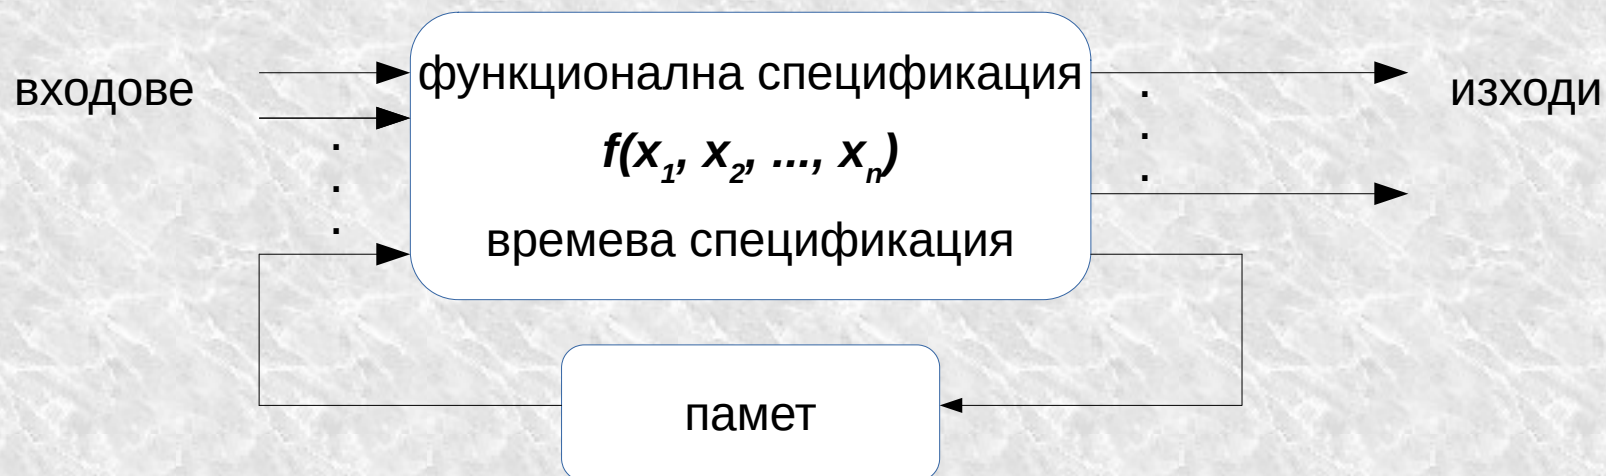 входове
функционална спецификация
f(x₁, x₂, ..., xₙ)
времева спецификация
изходи
памет